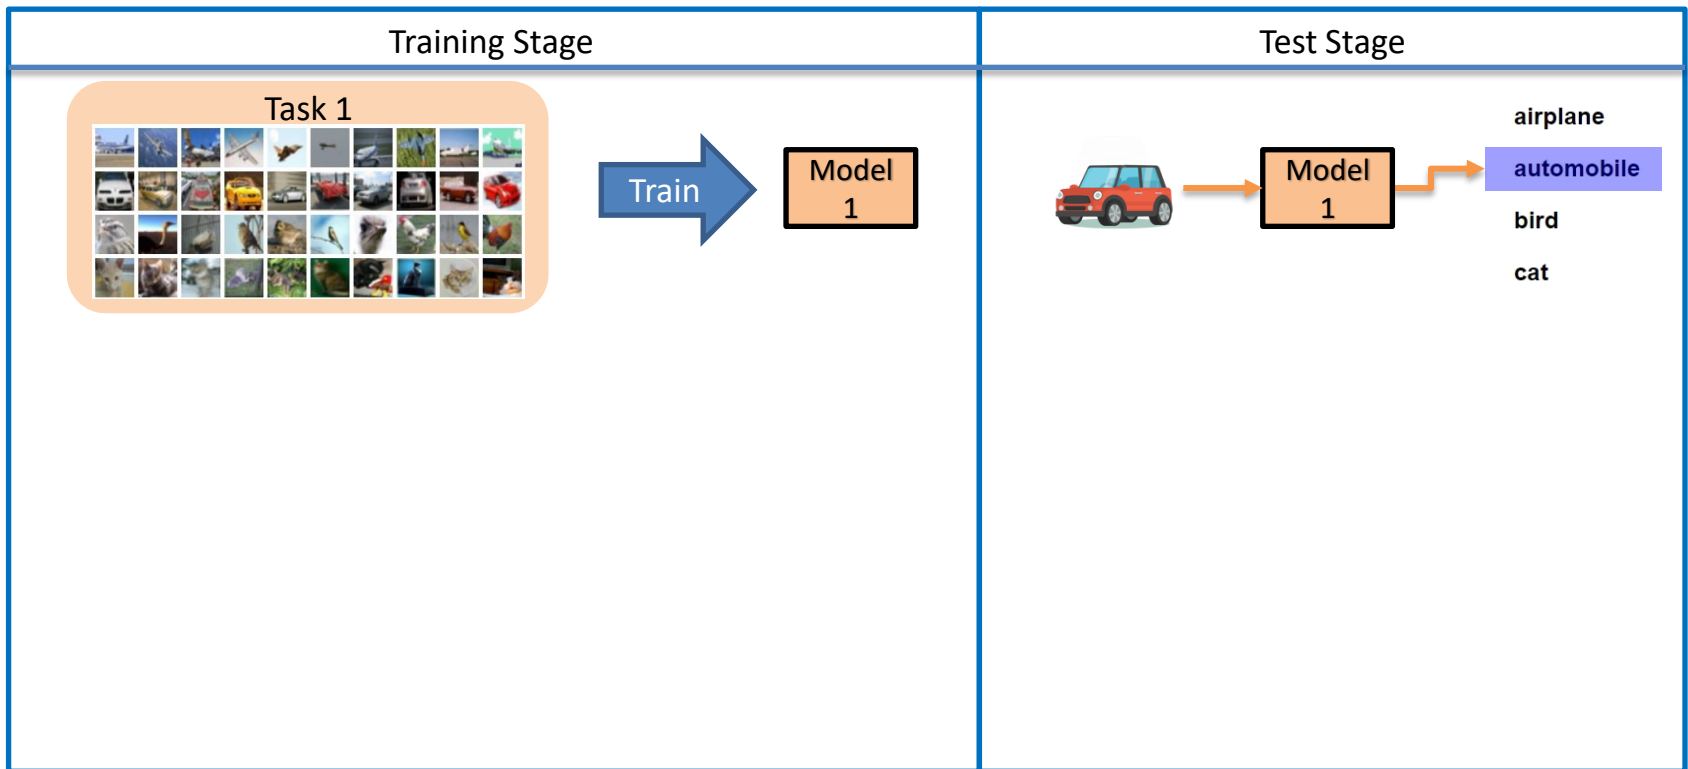 Training Stage
Test Stage
Task 1
Train
Model
1
Model
1
airplane
automobile
bird
cat